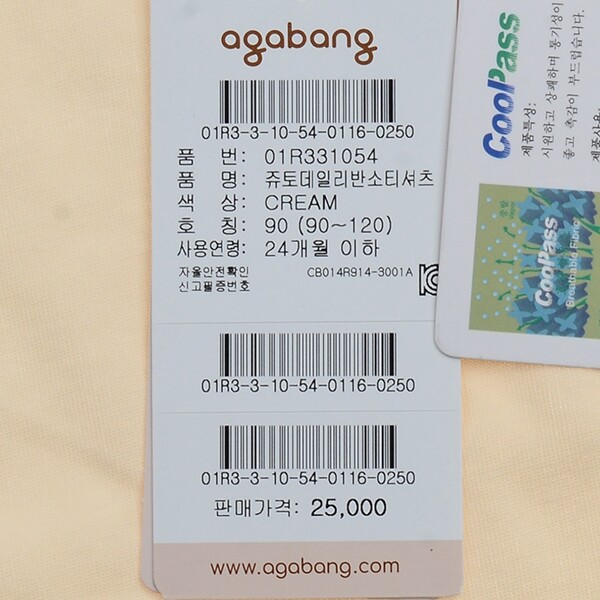 agabang
01R3-3-10-54-0116-0250
품 번: 01R331054
품 명: 쥬토데일리반소티셔츠
색 상: CREAM
호 칭: 90 (90~120)
사용연령: 24개월 이하
자율안전확인
신고필증번호 CB014R914-3001A
01R3-3-10-54-0116-0250
01R3-3-10-54-0116-0250
판매가격: 25,000
www.agabang.com
CoolPass
제품특성:
시원하고 상쾌하며 통기성이
좋고 촉감이 부드럽습니다.
CoolPass
Breathable Fibre